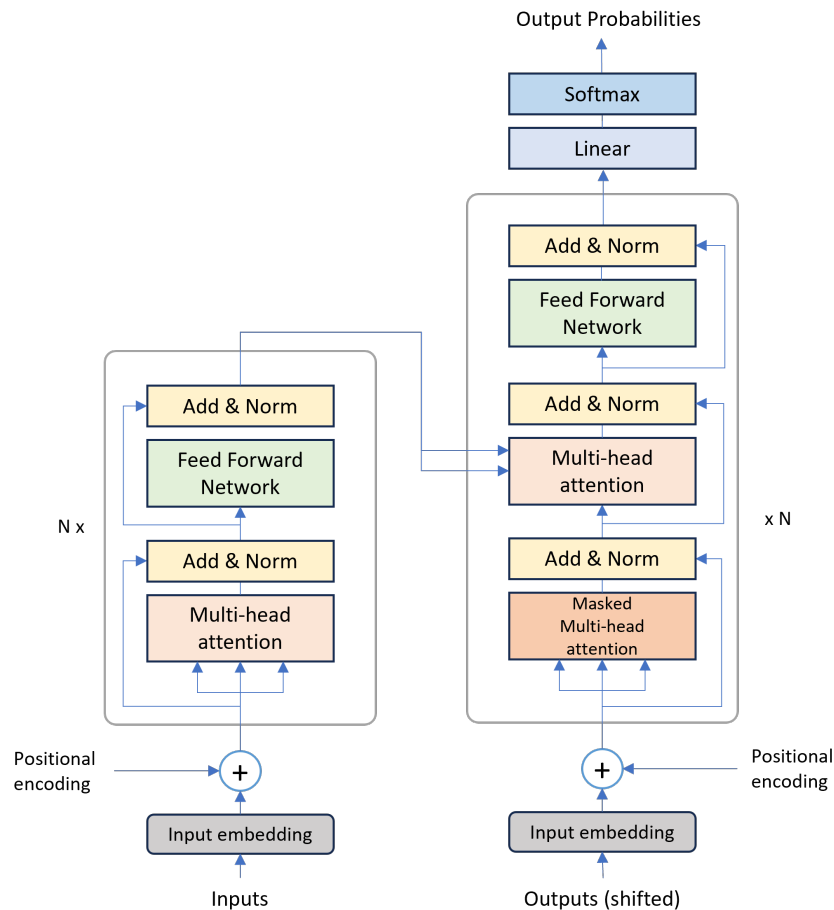 Output Probabilities
Softmax
Linear
Add & Norm
Feed Forward
Network
Add & Norm
Multi-head
attention
Add & Norm
Masked
Multi-head
attention
x N
Positional
encoding
+
Input embedding
Outputs (shifted)
Add & Norm
Feed Forward
Network
N x
Add & Norm
Multi-head
attention
Positional
encoding
+
Input embedding
Inputs